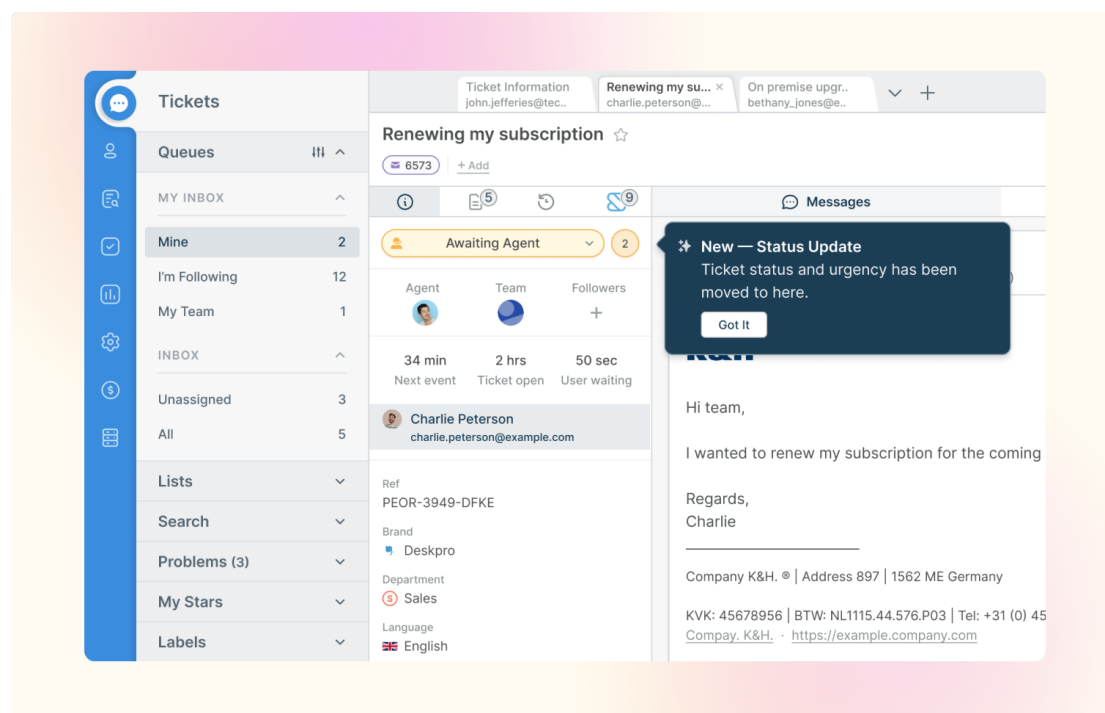 Tickets
Queues
MY INBOX
Mine 2
I'm Following 12
My Team 1
INBOX
Unassigned 3
All 5
Lists
Search
Problems (3)
My Stars
Labels
Ticket Information
john.jefferies@tec..
Renewing my su... ×
charlie.peterson@...
On premise upgr..
bethany_jones@e..
+
Renewing my subscription
6573
+ Add
5
9
Awaiting Agent
2
Agent Team Followers
+
34 min 2 hrs 50 sec
Next event Ticket open User waiting
Charlie Peterson
charlie.peterson@example.com
Ref
PEOR-3949-DFKE
Brand
Deskpro
Department
S Sales
Language
English
Messages
New — Status Update
Ticket status and urgency has been
moved to here.
Got It
Hi team,
I wanted to renew my subscription for the coming
Regards,
Charlie
Company K&H. ® | Address 897 | 1562 ME Germany
KVK: 45678956 | BTW: NL1115.44.576.P03 | Tel: +31 (0) 45
Compay. K&H. · https://example.company.com